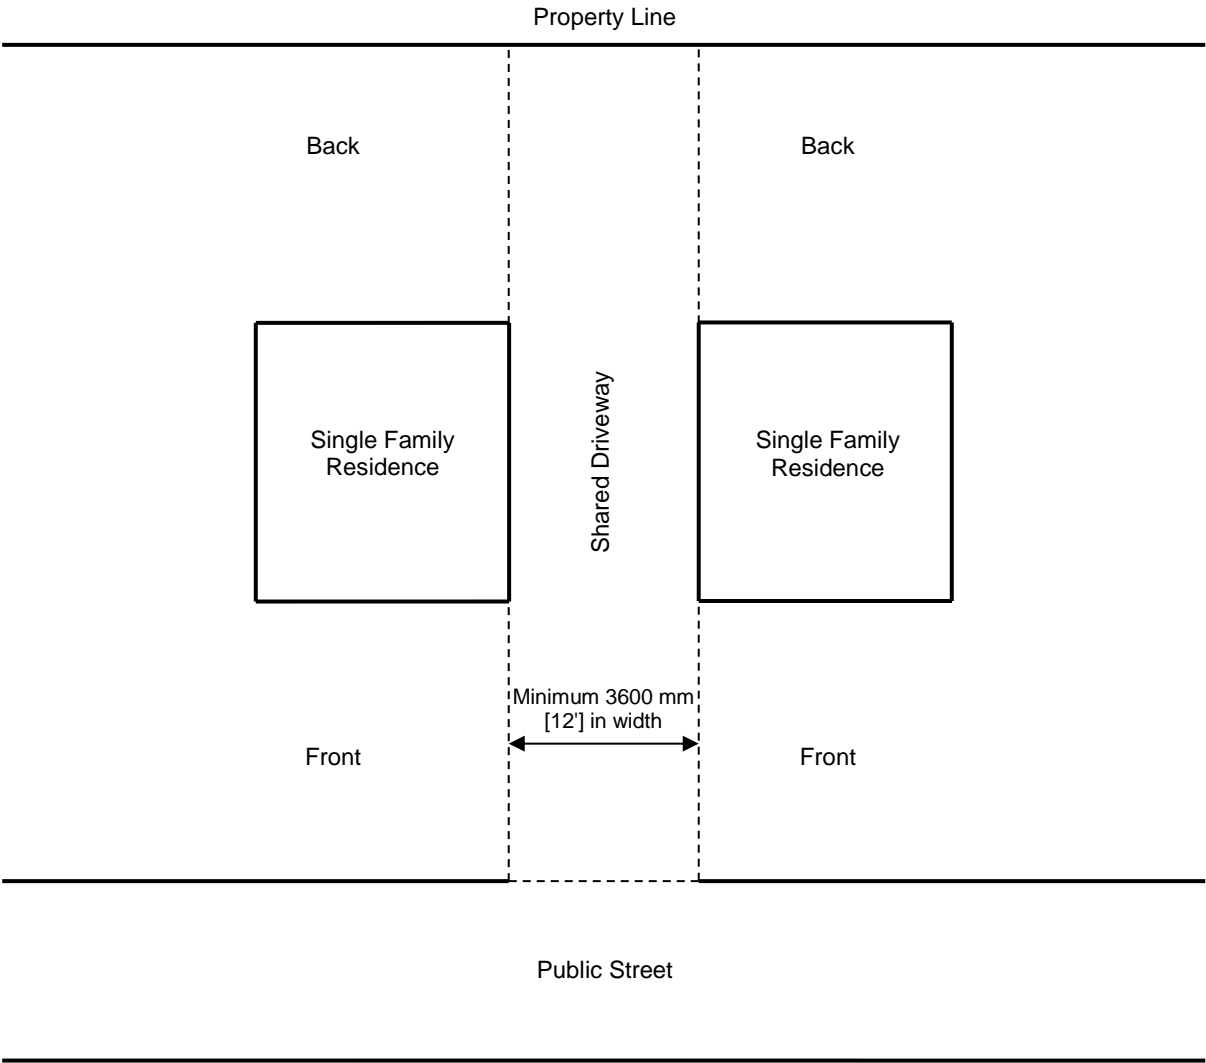 Property Line
Back
Back
Single Family
Residence
Shared Driveway
Single Family
Residence
Minimum 3600 mm
[12'] in width
Front
Front
Public Street